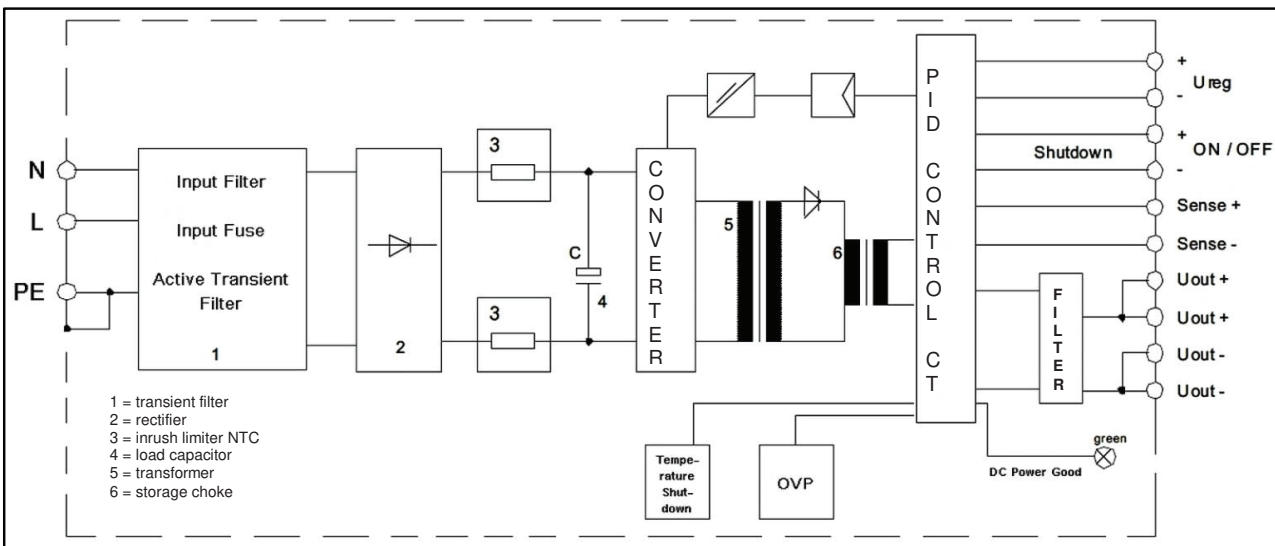 N
L
PE
Input Filter
Input Fuse
Active Transient
Filter
1
2
3
3
C
4
CONVERTER
5
6
PID CONTROL CT
+
Ureg
-
+
ON / OFF
-
Shutdown
Sense +
Sense -
Uout +
Uout +
Uout -
Uout -
FILTER
green
DC Power Good
Tempe-
rature
Shut-
down
OVP
1 = transient filter
2 = rectifier
3 = inrush limiter NTC
4 = load capacitor
5 = transformer
6 = storage choke